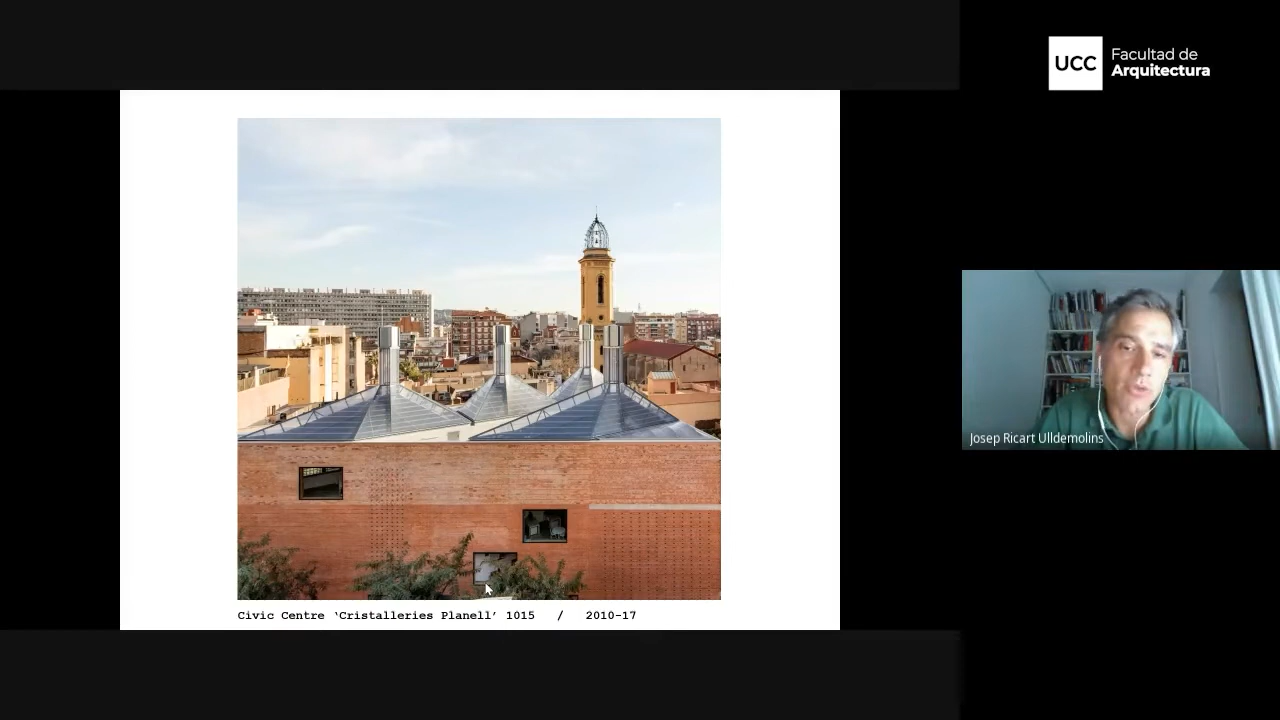 UCC
Facultad de
Arquitectura
Josep Ricart Ulldemolins
Civic Centre ‘Cristalleries Planell’ 1015 / 2010-17